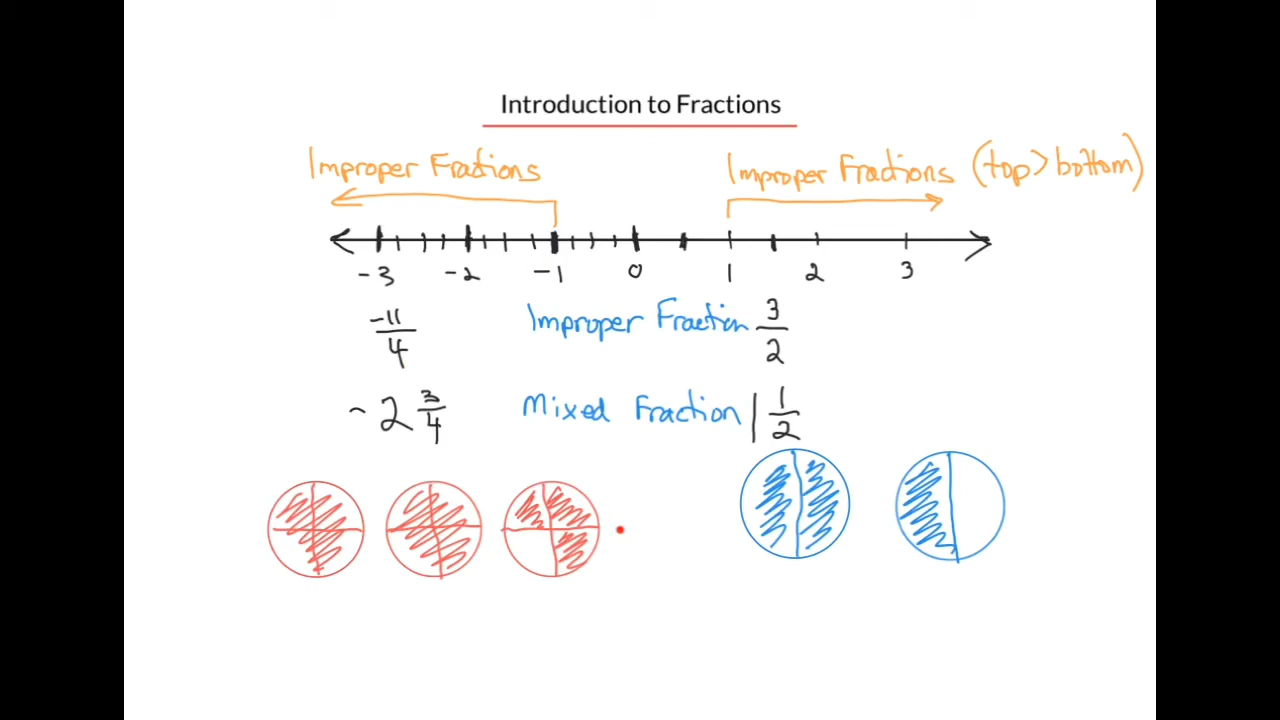 Introduction to Fractions
Improper Fractions
Improper Fractions (top > bottom)
-3 -2 -1 0 1 2 3
-11/4 Improper Fraction 3/2
-2 3/4 Mixed Fraction 1 1/2